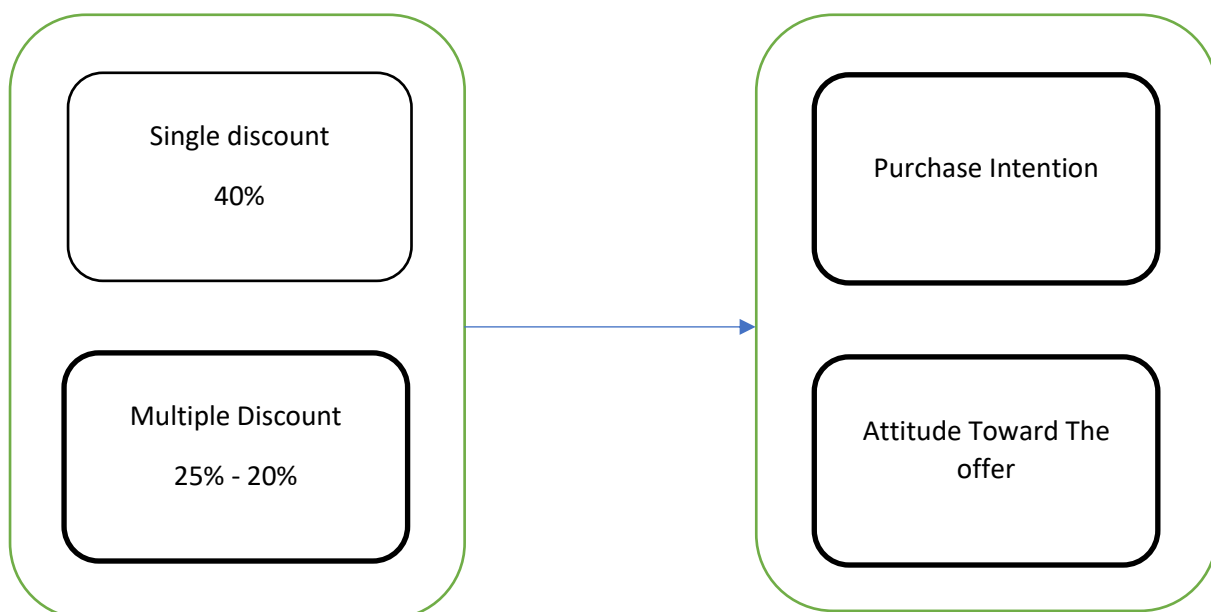 Single discount
40%
Multiple Discount
25% - 20%
Purchase Intention
Attitude Toward The
offer